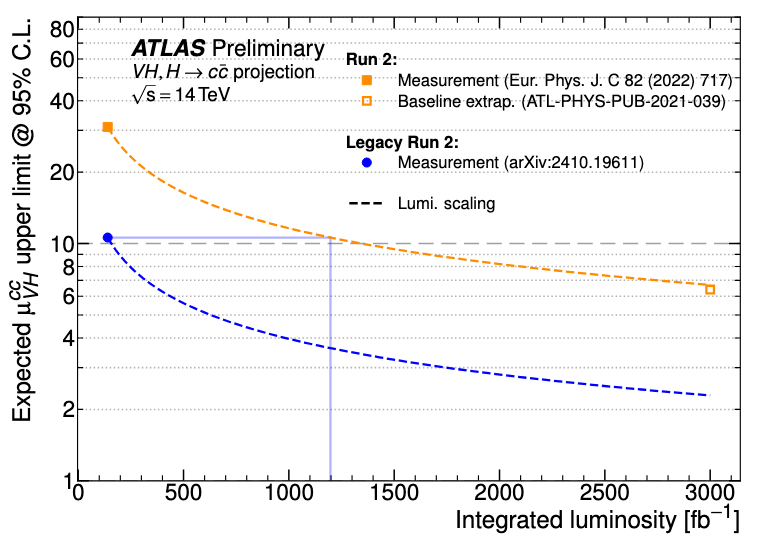 ATLAS Preliminary
VH, H → cc̄ projection
√s = 14 TeV
Run 2:
Measurement (Eur. Phys. J. C 82 (2022) 717)
Baseline extrap. (ATL-PHYS-PUB-2021-039)
Legacy Run 2:
Measurement (arXiv:2410.19611)
Lumi. scaling
Expected μ^{cc}_{VH} upper limit @ 95% C.L.
80
60
40
20
10
8
6
4
2
1
0 500 1000 1500 2000 2500 3000
Integrated luminosity [fb⁻¹]